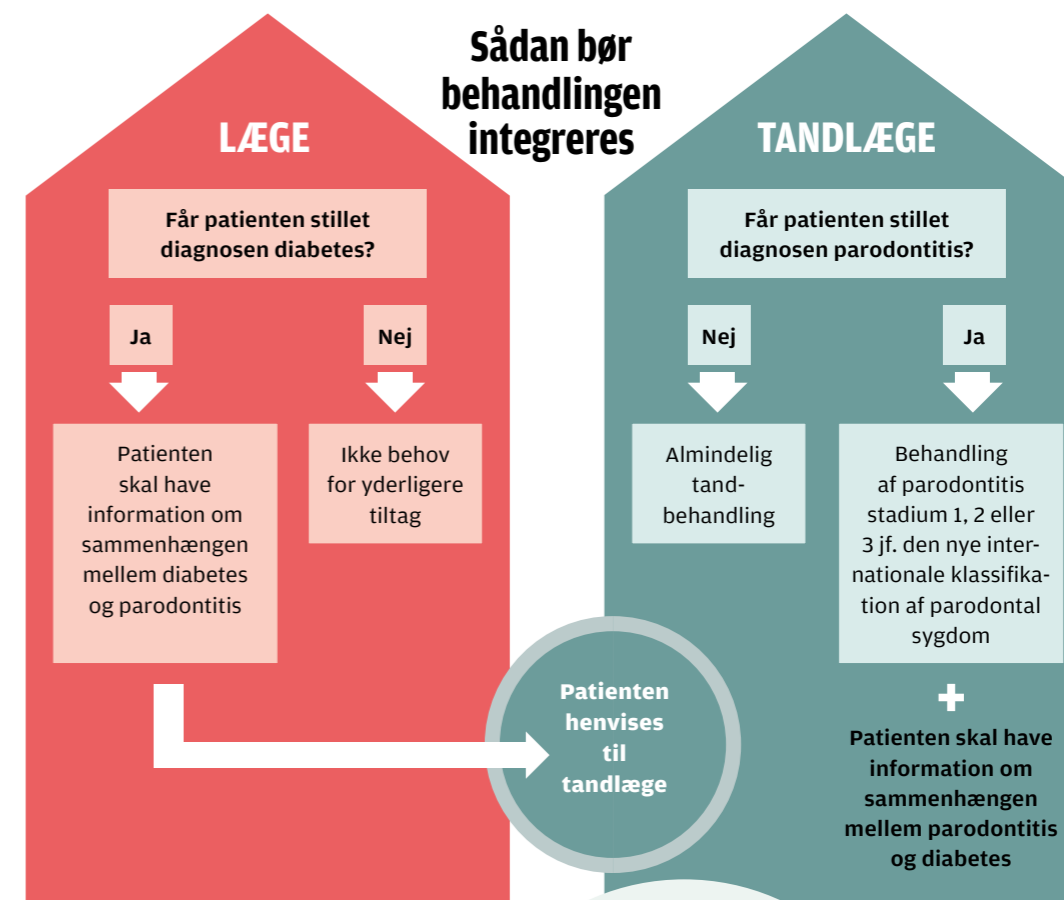 Sådan bør
behandlingen
integreres
LÆGE
Får patienten stillet
diagnosen diabetes?
Ja
Nej
Patienten
skal have
information om
sammenhængen
mellem diabetes
og parodontitis
Ikke behov
for yderligere
tiltag
Patienten
henvises
til
tandlæge
TANDLÆGE
Får patienten stillet
diagnosen parodontitis?
Nej
Ja
Almindelig
tand-
behandling
Behandling
af parodontitis
stadium 1, 2 eller
3 jf. den nye inter-
nationale klassifika-
tion af parodontal
sygdom
+
Patienten skal have
information om
sammenhængen
mellem parodontitis
og diabetes